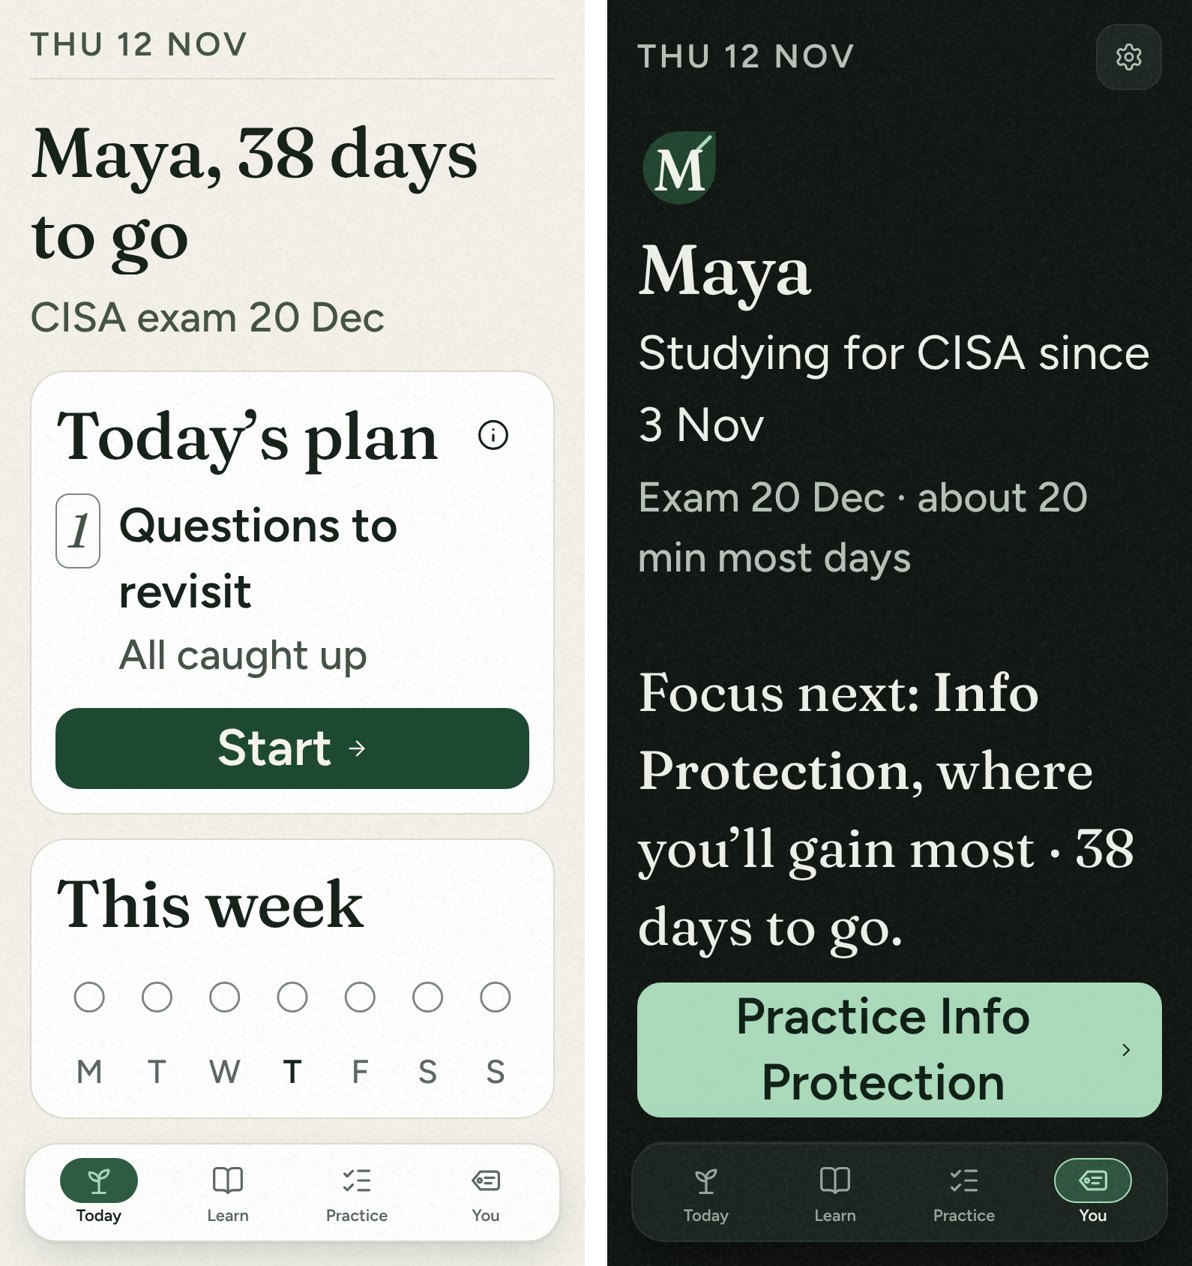 THU 12 NOV
Maya, 38 days
to go
CISA exam 20 Dec
Today’s plan
1
Questions to
revisit
All caught up
Start
This week
M T W T F S S
Today Learn Practice You
THU 12 NOV
M
Maya
Studying for CISA since
3 Nov
Exam 20 Dec · about 20
min most days
Focus next: Info
Protection, where
you’ll gain most · 38
days to go.
Practice Info
Protection
Today Learn Practice You